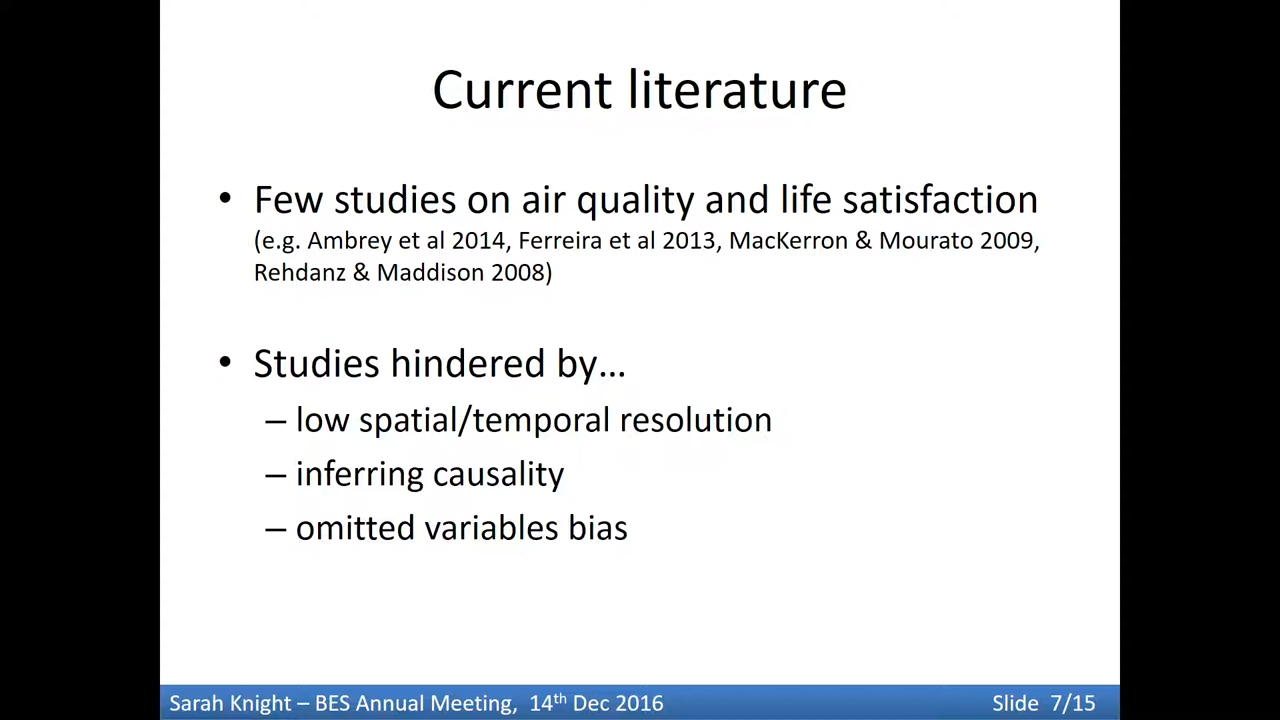 Current literature
• Few studies on air quality and life satisfaction
(e.g. Ambrey et al 2014, Ferreira et al 2013, MacKerron & Mourato 2009,
Rehdanz & Maddison 2008)
• Studies hindered by…
– low spatial/temporal resolution
– inferring causality
– omitted variables bias
Sarah Knight – BES Annual Meeting, 14th Dec 2016 Slide 7/15